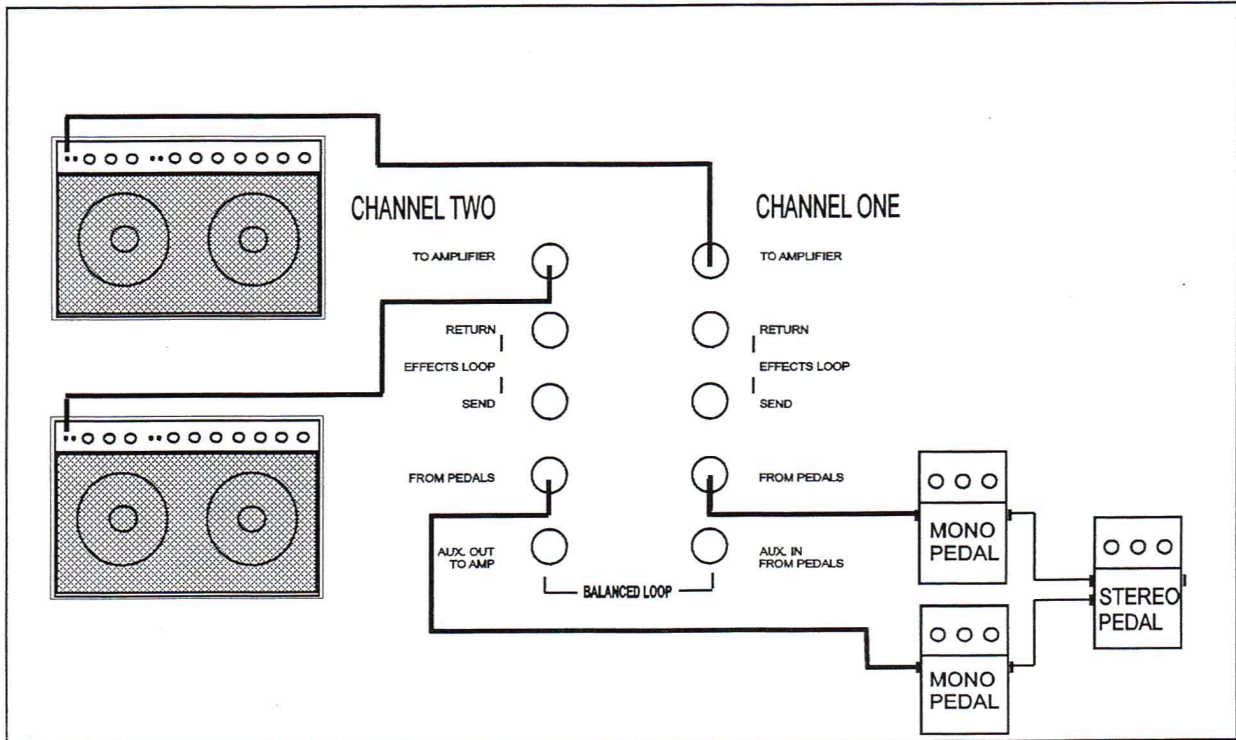 CHANNEL TWO
TO AMPLIFIER
RETURN
EFFECTS LOOP
SEND
FROM PEDALS
AUX. OUT
TO AMP
BALANCED LOOP
CHANNEL ONE
TO AMPLIFIER
RETURN
EFFECTS LOOP
SEND
FROM PEDALS
AUX. IN
FROM PEDALS
MONO
PEDAL
MONO
PEDAL
STEREO
PEDAL